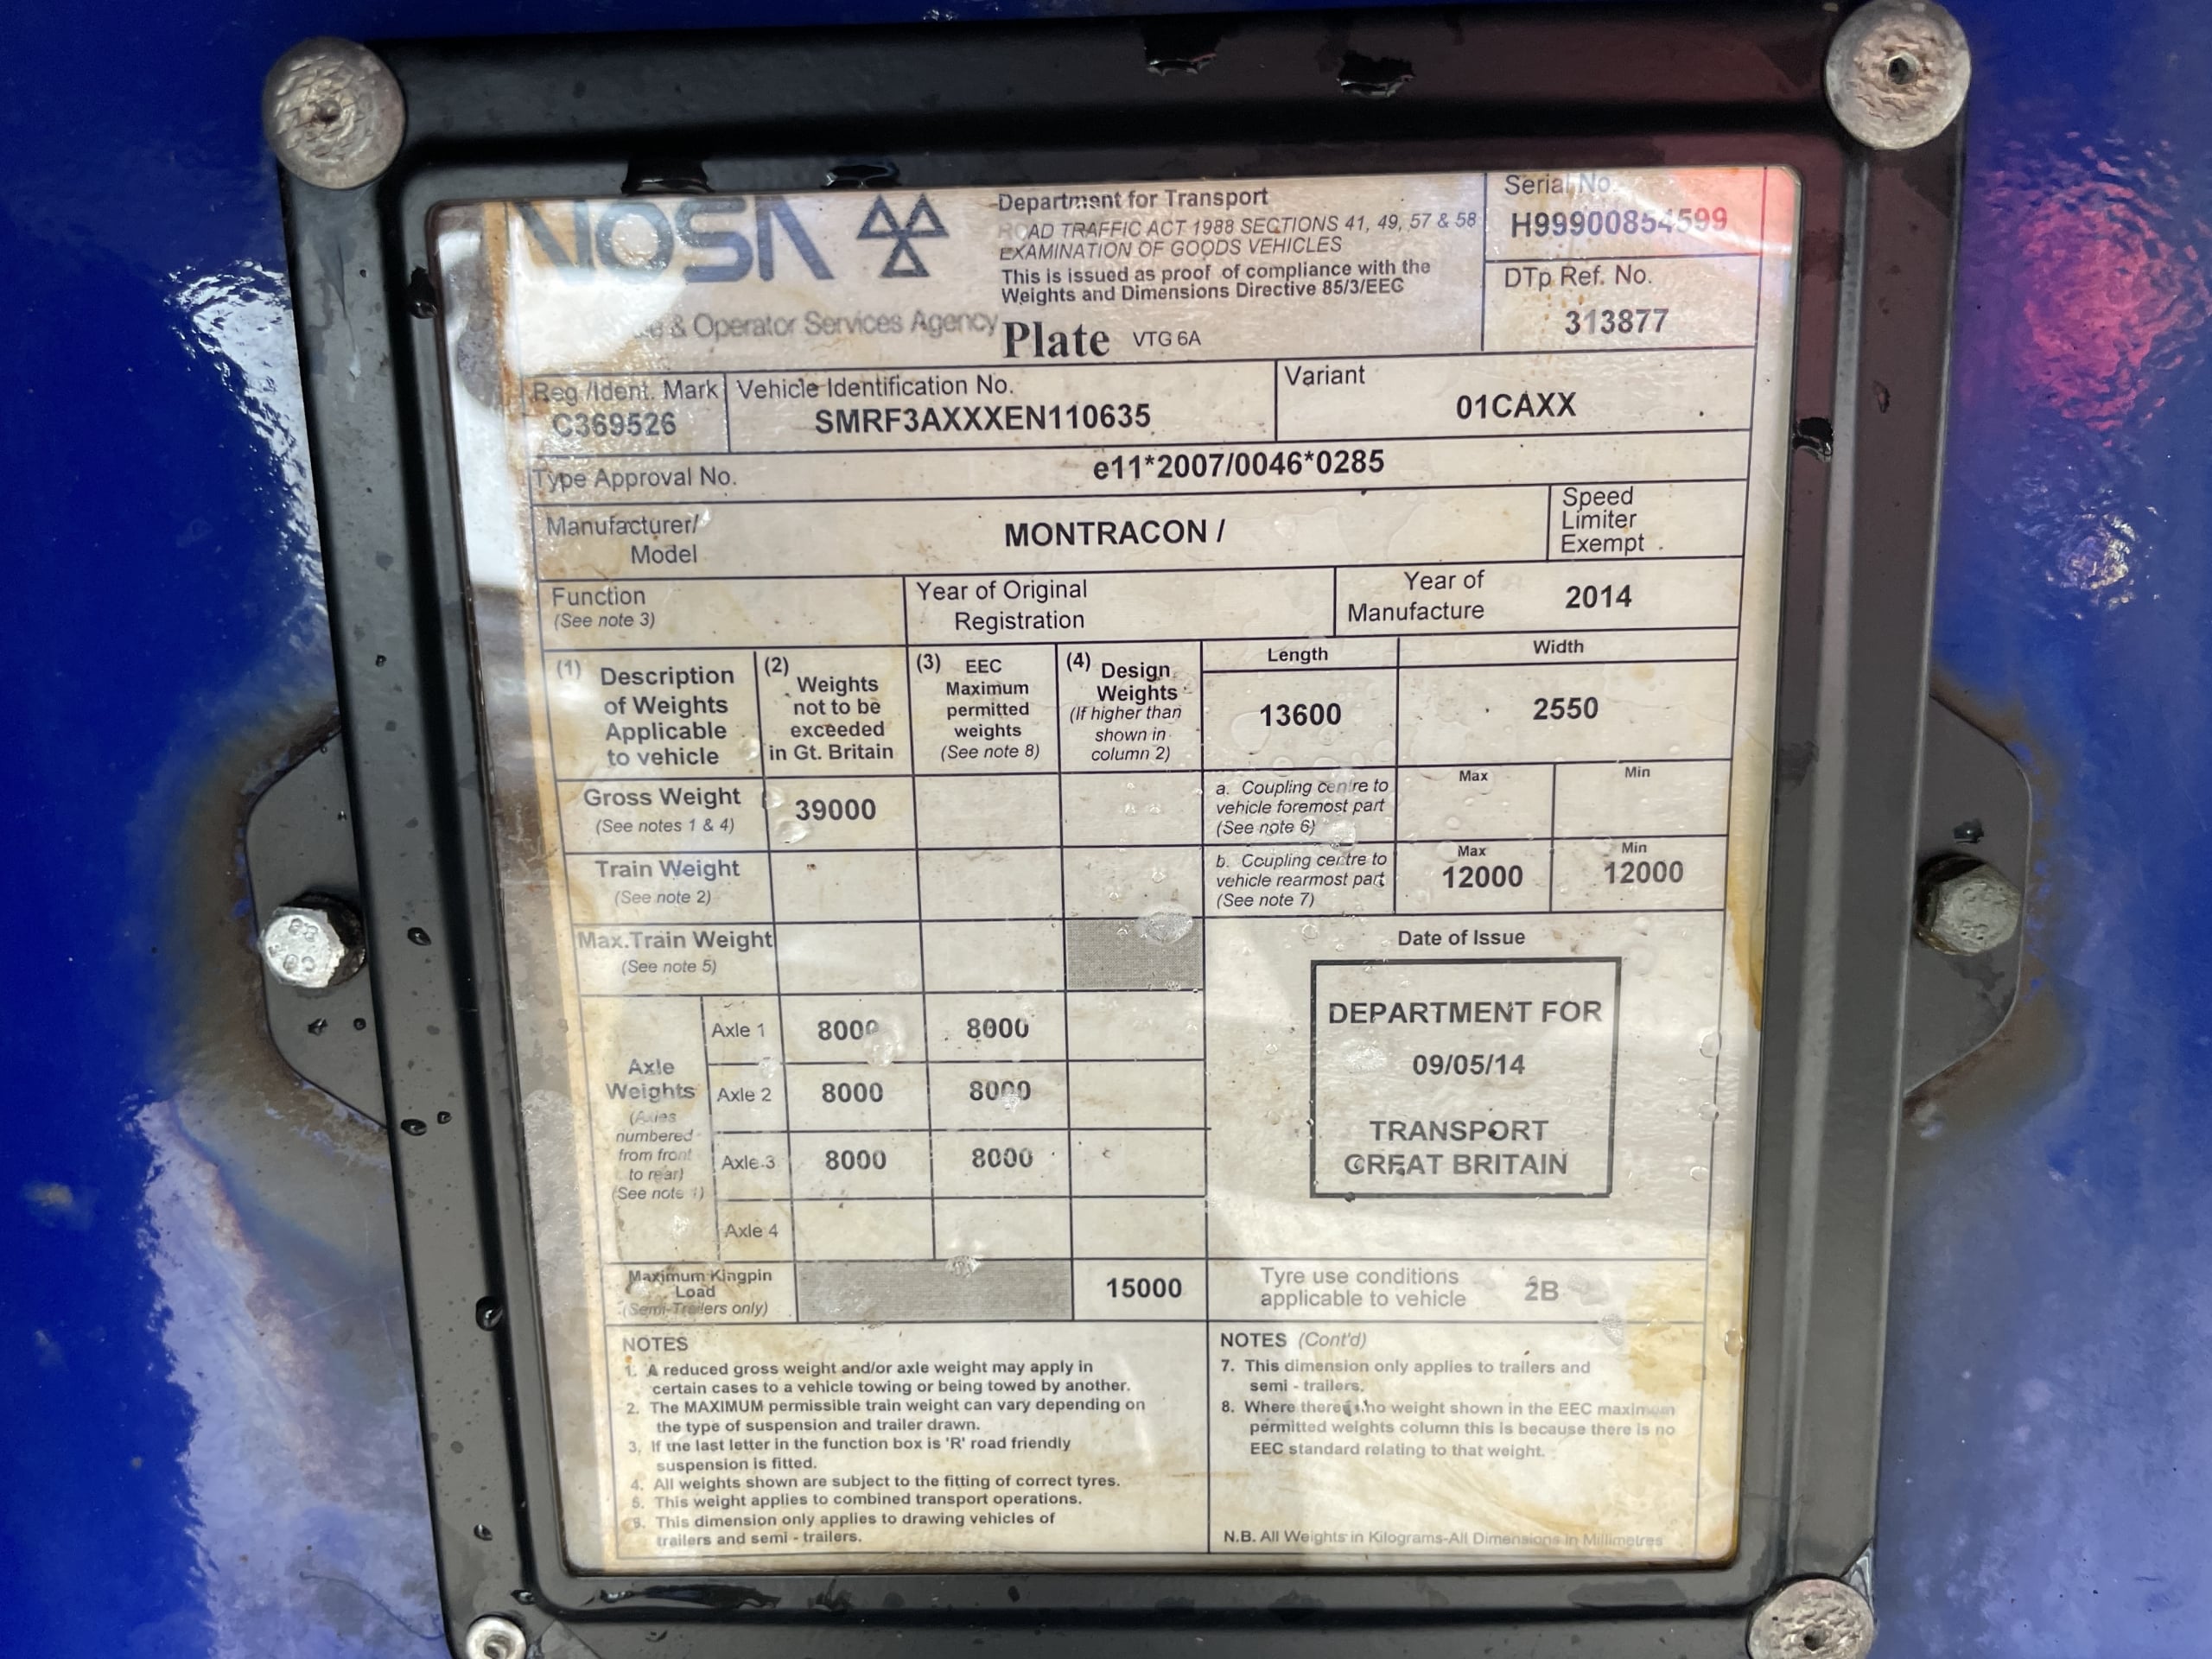 VOSA
Department for Transport
ROAD TRAFFIC ACT 1988 SECTIONS 41, 49, 57 & 58
EXAMINATION OF GOODS VEHICLES
This is issued as proof of compliance with the
Weights and Dimensions Directive 85/3/EEC
& Operator Services Agency
Plate VTG 6A
Serial No.
H99900854599
DTp Ref. No.
313877
Reg./Ident. Mark
C369526
Vehicle Identification No.
SMRF3AXXXEN110635
Variant
01CAXX
Type Approval No.
e11*2007/0046*0285
Manufacturer/
Model
MONTRACON /
Speed
Limiter
Exempt
Function
(See note 3)
Year of Original
Registration
Year of
Manufacture
2014
(1) Description
of Weights
Applicable
to vehicle
(2) Weights
not to be
exceeded
in Gt. Britain
(3) EEC
Maximum
permitted
weights
(See note 8)
(4) Design
Weights
(If higher than
shown in
column 2)
Length
13600
Width
2550
Gross Weight
(See notes 1 & 4)
39000
a. Coupling centre to
vehicle foremost part
(See note 6)
Max
Min
Train Weight
(See note 2)
b. Coupling centre to
vehicle rearmost part
(See note 7)
Max
12000
Min
12000
Max.Train Weight
(See note 5)
Date of Issue
DEPARTMENT FOR
09/05/14
TRANSPORT
GREAT BRITAIN
Axle
Weights
(Axles
numbered
from front
to rear)
(See note 1)
Axle 1 8000 8000
Axle 2 8000 8000
Axle 3 8000 8000
Axle 4
Maximum Kingpin
Load
(Semi-Trailers only)
15000
Tyre use conditions
applicable to vehicle
2B
NOTES
1. A reduced gross weight and/or axle weight may apply in
certain cases to a vehicle towing or being towed by another.
2. The MAXIMUM permissible train weight can vary depending on
the type of suspension and trailer drawn.
3. If the last letter in the function box is 'R' road friendly
suspension is fitted.
4. All weights shown are subject to the fitting of correct tyres.
5. This weight applies to combined transport operations.
6. This dimension only applies to drawing vehicles of
trailers and semi - trailers.
NOTES (Cont'd)
7. This dimension only applies to trailers and
semi - trailers.
8. Where there is no weight shown in the EEC maximum
permitted weights column this is because there is no
EEC standard relating to that weight.
N.B. All Weights in Kilograms-All Dimensions in Millimetres